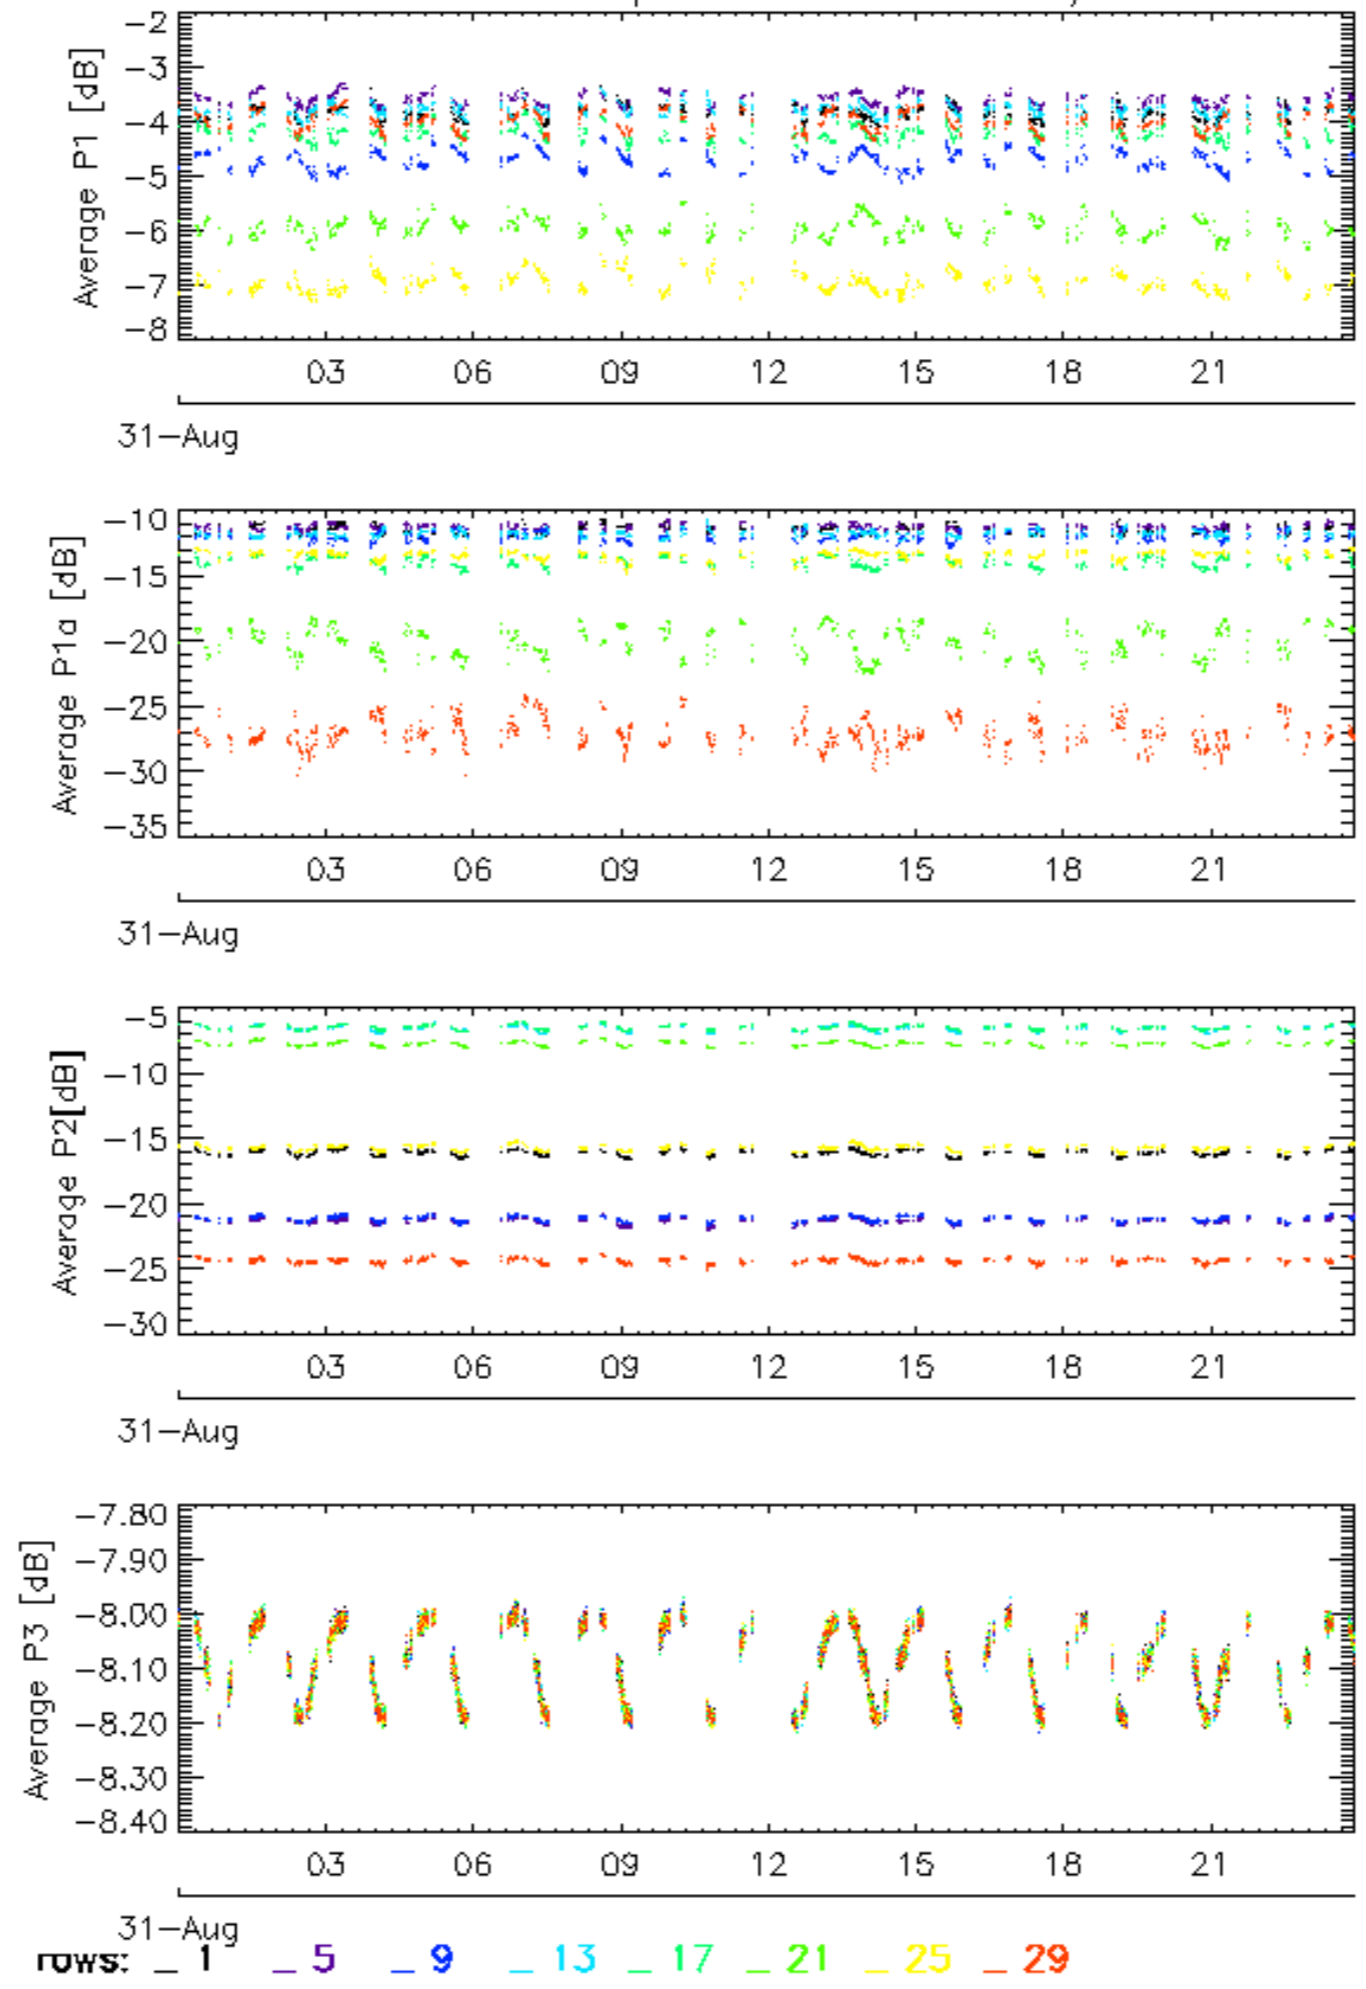 Average P1 [dB]
-2
-3
-4
-5
-6
-7
-8
03 06 09 12 15 18 21
31-Aug
Average P1a [dB]
-10
-15
-20
-25
-30
-35
03 06 09 12 15 18 21
31-Aug
Average P2[dB]
-5
-10
-15
-20
-25
-30
03 06 09 12 15 18 21
31-Aug
Average P3 [dB]
-7.80
-7.90
-8.00
-8.10
-8.20
-8.30
-8.40
03 06 09 12 15 18 21
31-Aug
rows: _ 1 _ 5 _ 9 _ 13 _ 17 _ 21 _ 25 _ 29